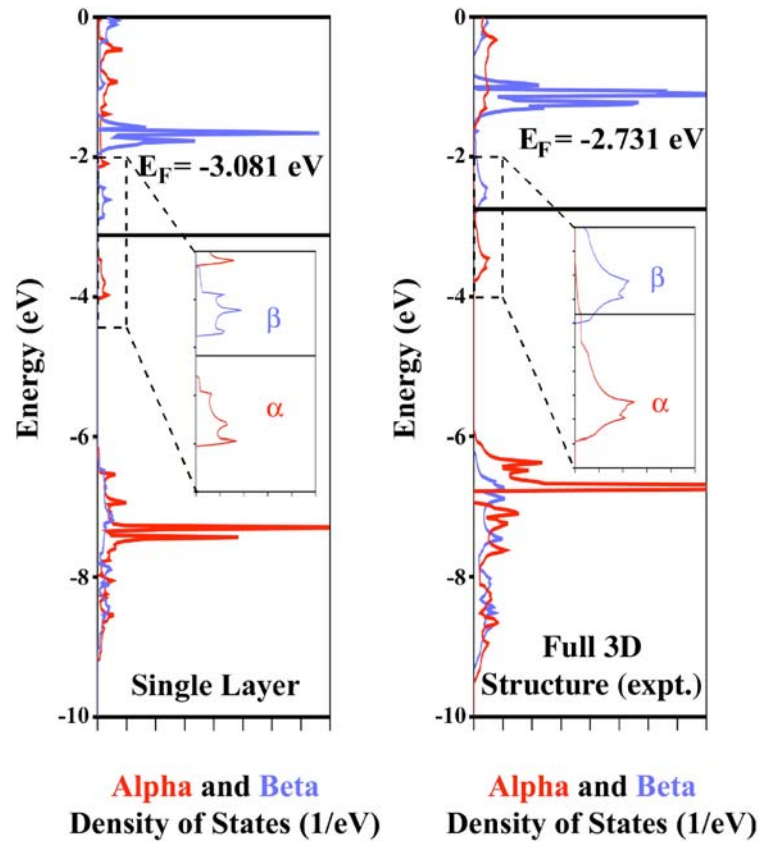 0
-2
-4
-6
-8
-10
Energy (eV)
E_F = -3.081 eV
β
α
Single Layer
Alpha and Beta
Density of States (1/eV)
0
-2
-4
-6
-8
-10
Energy (eV)
E_F = -2.731 eV
β
α
Full 3D
Structure (expt.)
Alpha and Beta
Density of States (1/eV)